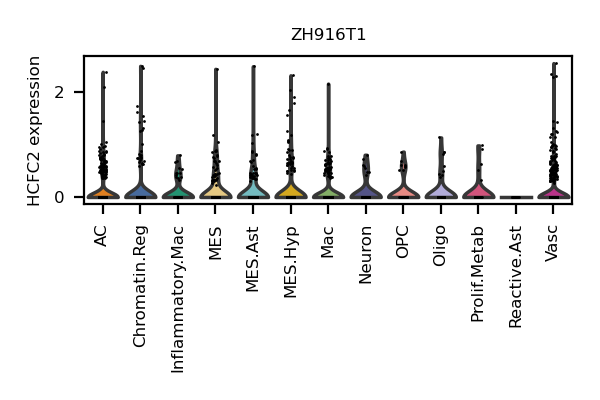 ZH916T1
HCFC2 expression
2
0
AC
Chromatin.Reg
Inflammatory.Mac
MES
MES.Ast
MES.Hyp
Mac
Neuron
OPC
Oligo
Prolif.Metab
Reactive.Ast
Vasc